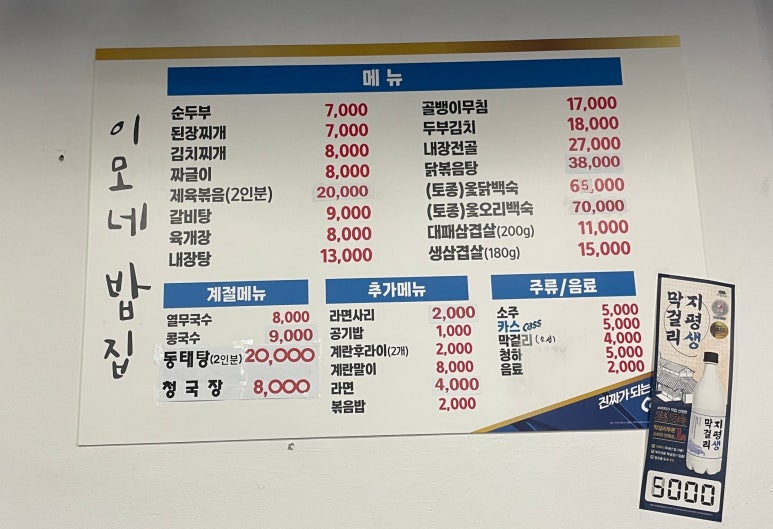 이모네 밥집
메뉴
순두부 7,000
된장찌개 7,000
김치찌개 8,000
짜글이 8,000
제육볶음(2인분) 20,000
갈비탕 9,000
육개장 8,000
내장탕 13,000
골뱅이무침 17,000
두부김치 18,000
내장전골 27,000
닭볶음탕 38,000
(토종)옻닭백숙 65,000
(토종)옻오리백숙 70,000
대패삼겹살(200g) 11,000
생삼겹살(180g) 15,000
계절메뉴
열무국수 8,000
콩국수 9,000
동태탕(2인분) 20,000
청국장 8,000
추가메뉴
라면사리 2,000
공기밥 1,000
계란후라이(2개) 2,000
계란말이 8,000
라면 4,000
볶음밥 2,000
주류/음료
소주 5,000
카스 cass 5,000
막걸리 4,000
청하 5,000
음료 2,000
진짜가 되는
지평생
막걸리
지평생
막걸리
5000